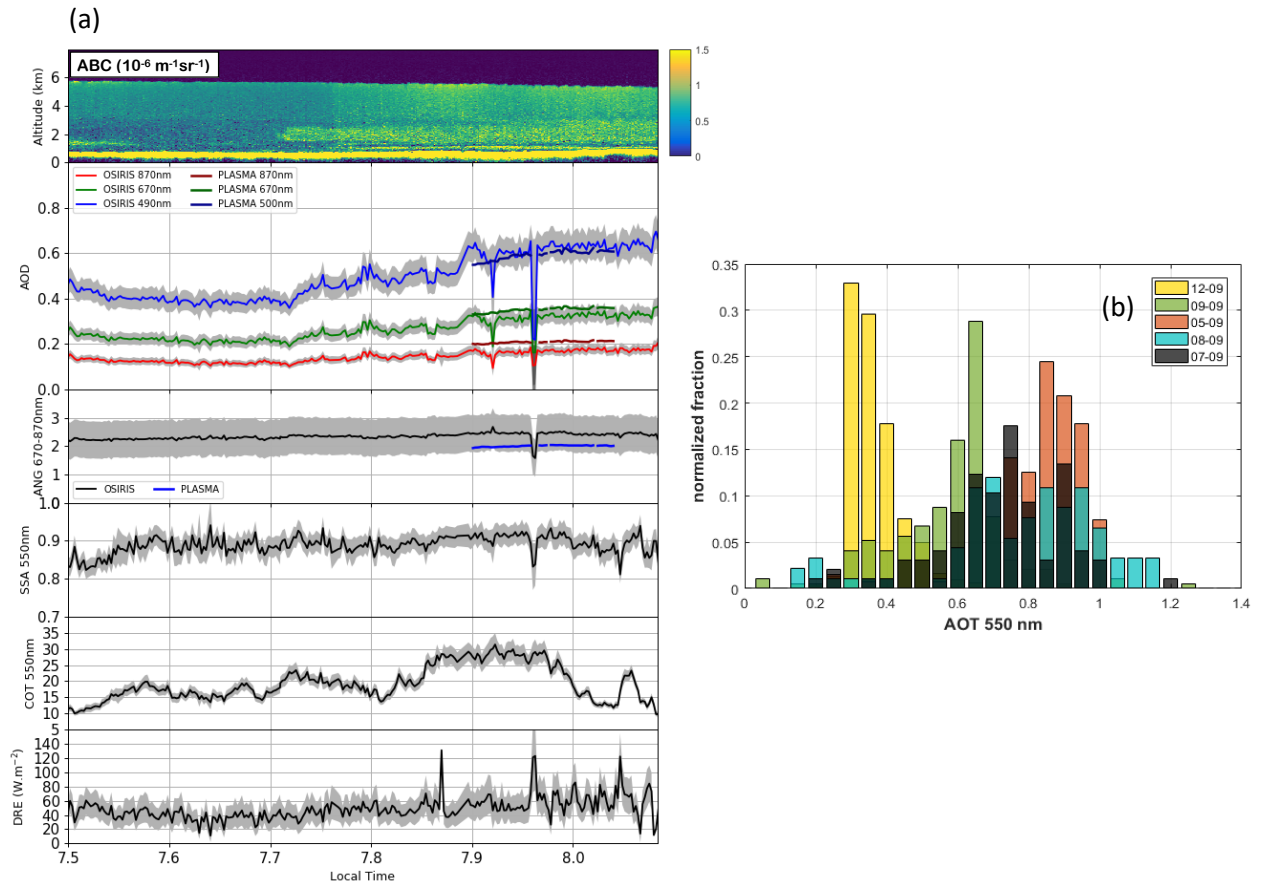 (a)
ABC (10⁻⁶ m⁻¹sr⁻¹)
1.5
1
0.5
0
Altitude (km)
6
4
2
0
OSIRIS 870nm PLASMA 870nm
OSIRIS 670nm PLASMA 670nm
OSIRIS 490nm PLASMA 500nm
AOD
0.8
0.6
0.4
0.2
0.0
ANG 670-870nm
3
2
1
OSIRIS PLASMA
SSA 550nm
1.0
0.9
0.8
0.7
COT 550nm
35
30
25
20
15
10
5
DRE (W.m⁻²)
140
120
100
80
60
40
20
0
7.5 7.6 7.7 7.8 7.9 8.0
Local Time
(b)
12-09
09-09
05-09
08-09
07-09
normalized fraction
0.35
0.3
0.25
0.2
0.15
0.1
0.05
0
0 0.2 0.4 0.6 0.8 1 1.2 1.4
AOT 550 nm